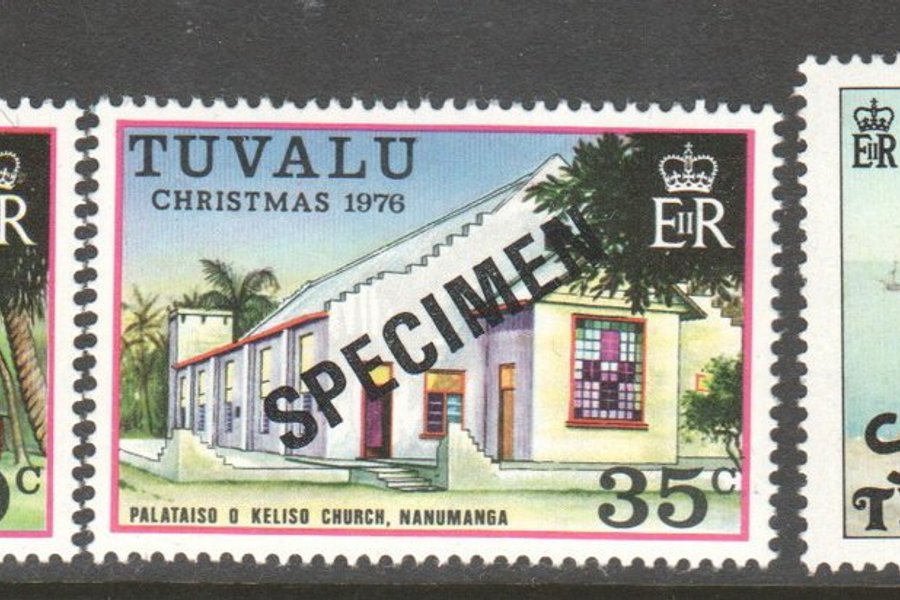 TUVALU
CHRISTMAS 1976
EIIR
SPECIMEN
35c
PALATAISO O KELISO CHURCH, NANUMANGA
R
c
EIIR